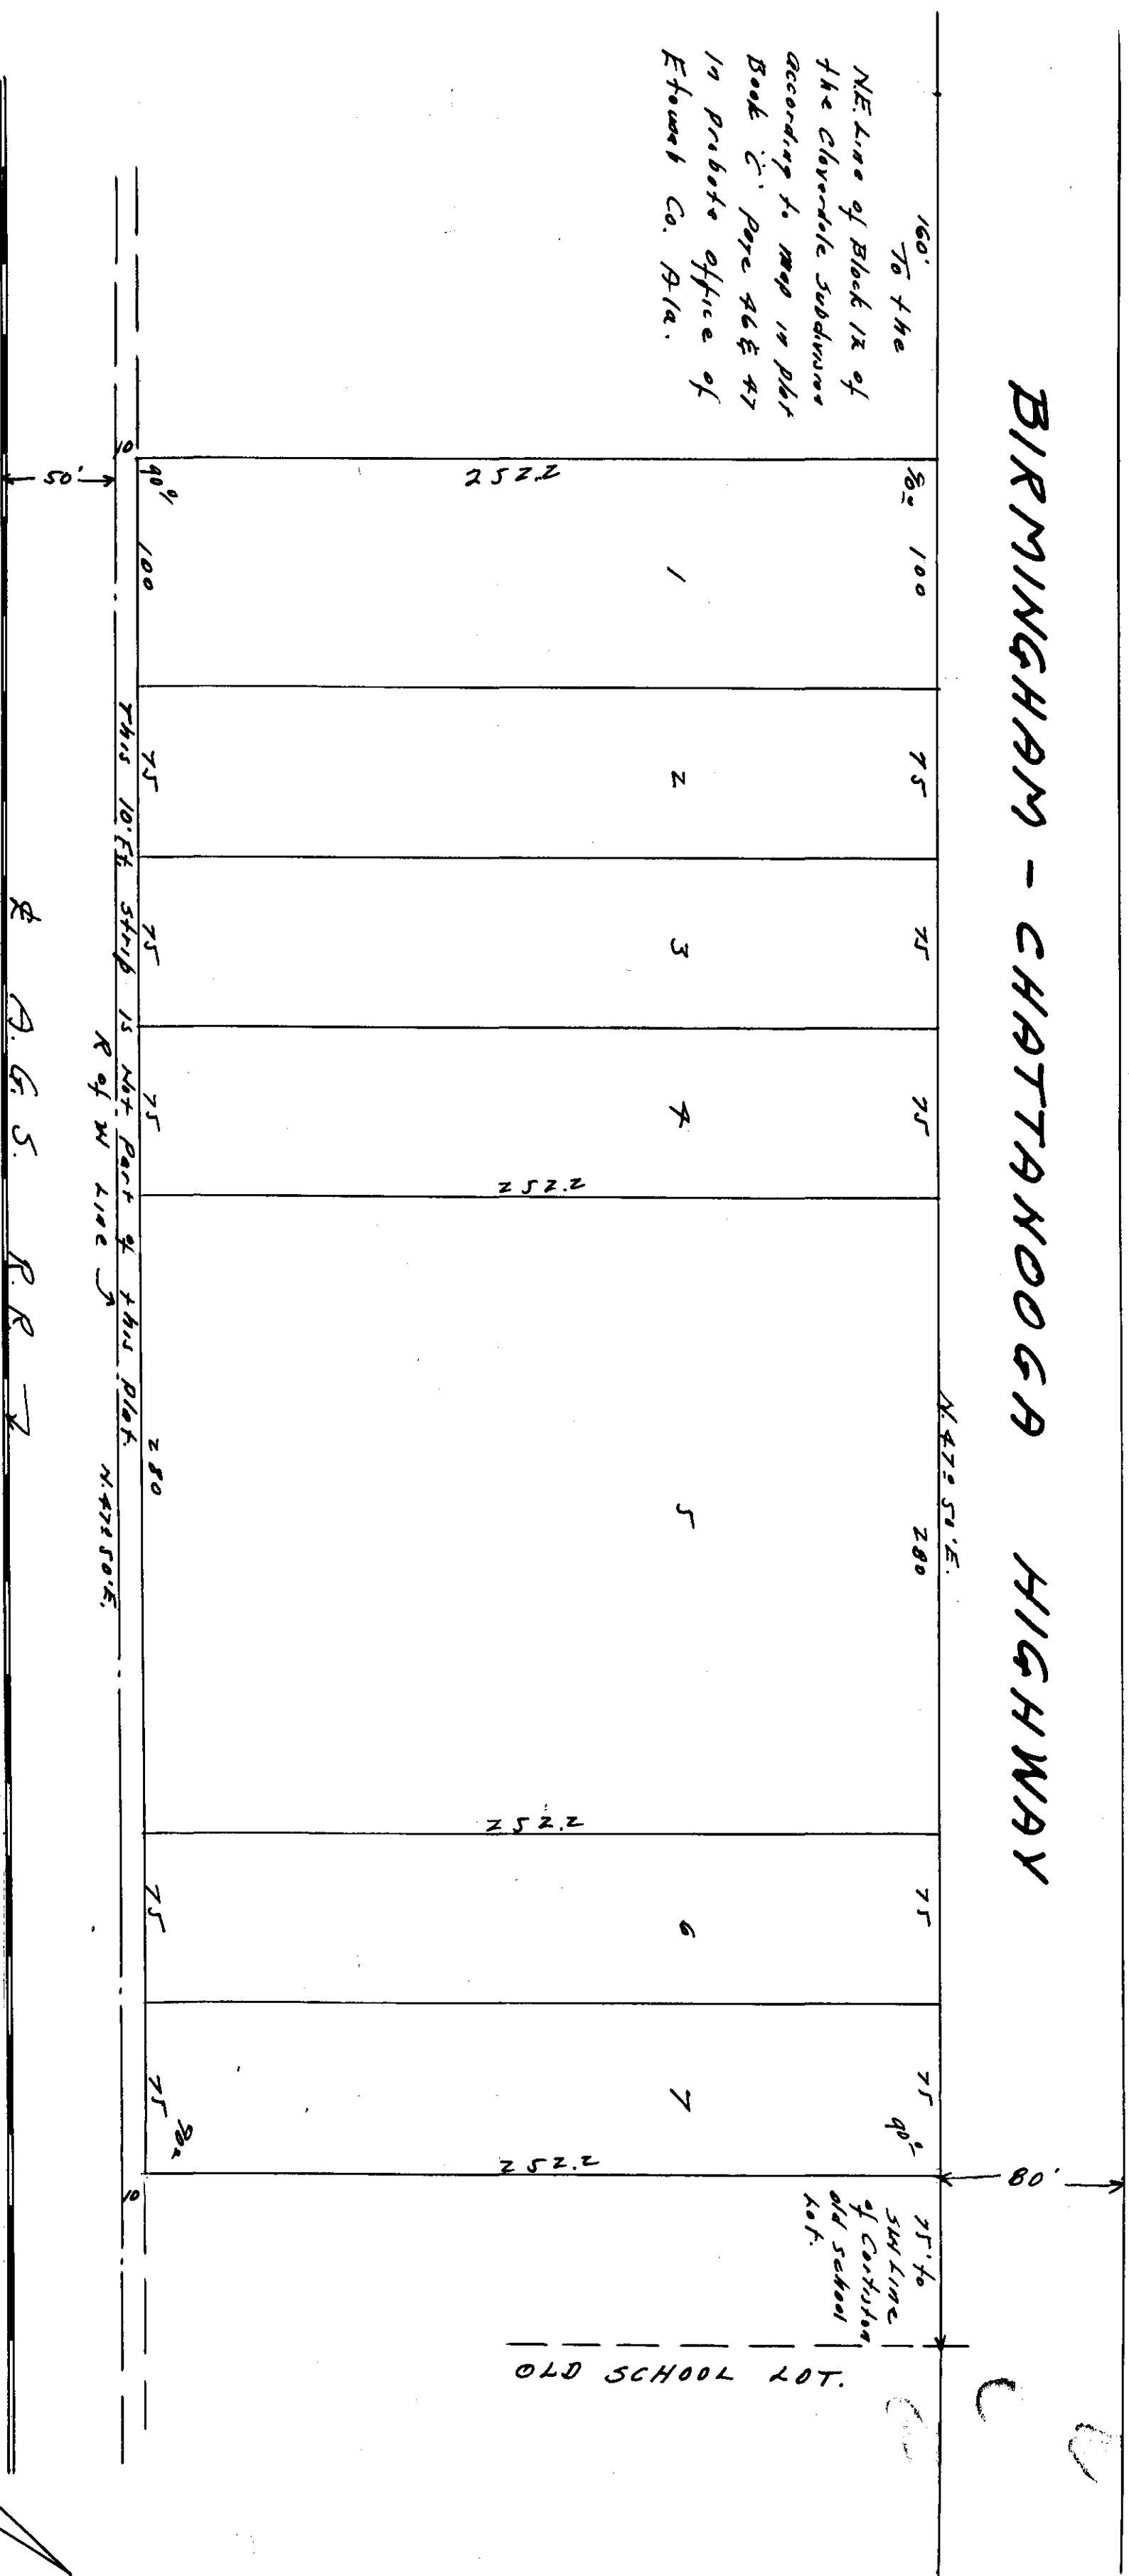 BIRMINGHAM - CHATTANOOGA HIGHWAY
80'
N. 47° 50' E.
160'
To the
N.E. Line of Block 12 of
the Cloverdale Subdivision
according to map in plat
Book "C" page 46 & 47
in probate office of
Etowah Co. Ala.
90° 100 75 75 75 280 75 75 90°
75' to
SW Line
of
old school
Lot.
OLD SCHOOL LOT.
1 2 3 4 5 6 7
252.2
252.2
252.2
252.2
90° 100 75 75 75 280 75 75 90°
10
10
This 10' Ft. Strip is Not Part of this plat.
N. 47° 50' E.
R of W Line
50'
℄ A. G. S. R. R